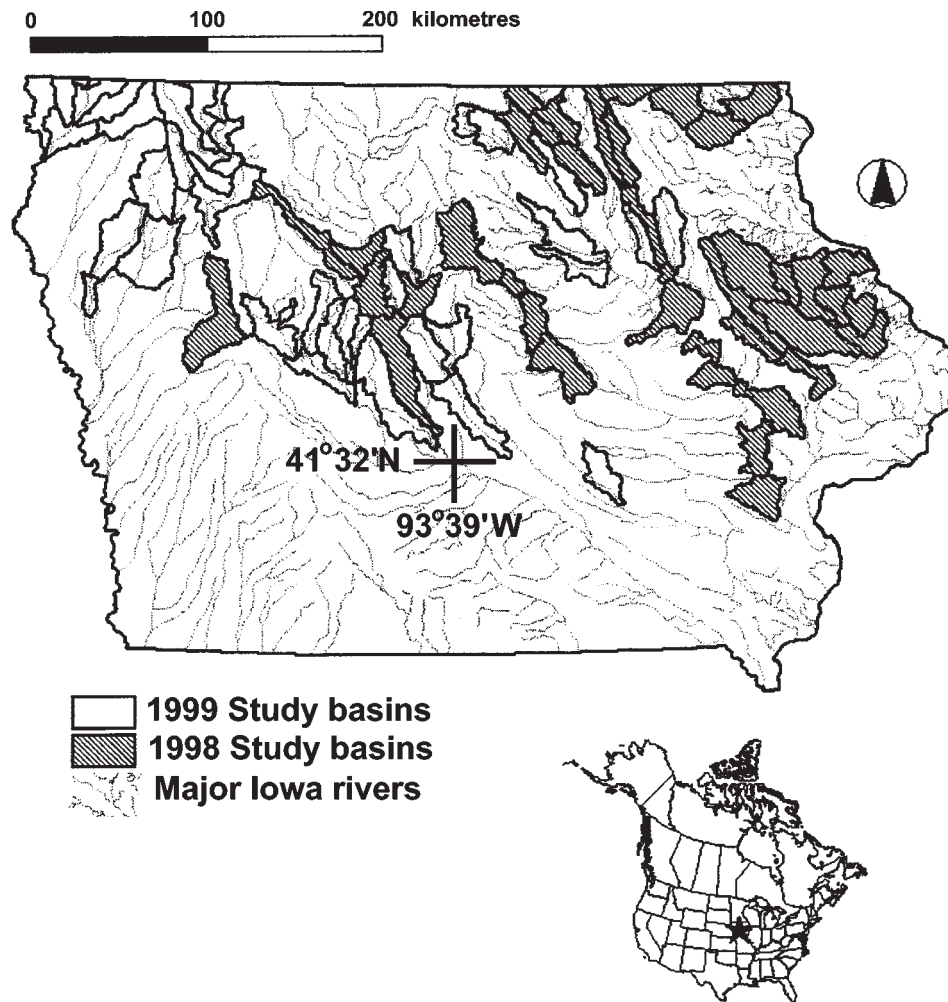 0 100 200 kilometres
41°32'N
93°39'W
1999 Study basins
1998 Study basins
Major Iowa rivers